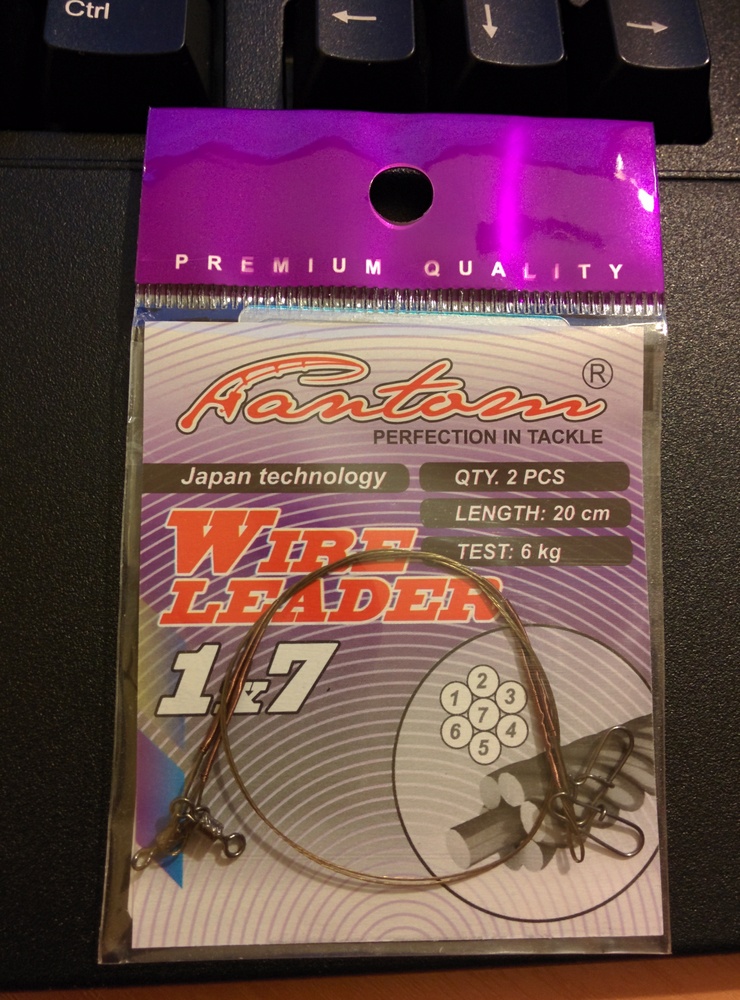 Ctrl
←
↓
→
PREMIUM QUALITY
Fantom ®
PERFECTION IN TACKLE
Japan technology
QTY. 2 PCS
LENGTH: 20 cm
TEST: 6 kg
WIRE
LEADER
1x7
2
1 3
7
6 4
5